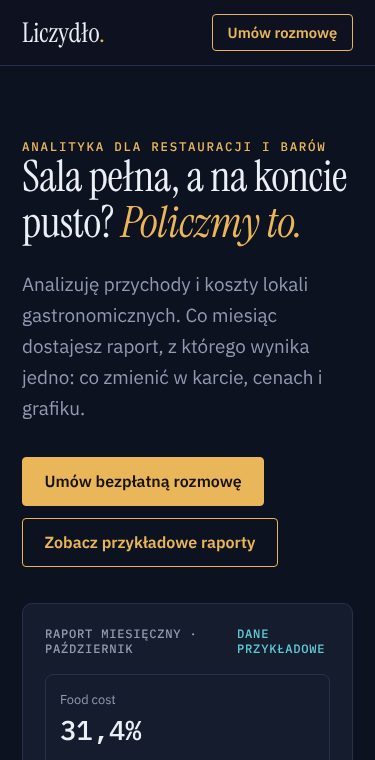 Liczydło.
Umów rozmowę
ANALITYKA DLA RESTAURACJI I BARÓW
Sala pełna, a na koncie
pusto? Policzmy to.
Analizuję przychody i koszty lokali
gastronomicznych. Co miesiąc
dostajesz raport, z którego wynika
jedno: co zmienić w karcie, cenach i
grafiku.
Umów bezpłatną rozmowę
Zobacz przykładowe raporty
RAPORT MIESIĘCZNY ·
PAŹDZIERNIK
DANE
PRZYKŁADOWE
Food cost
31,4%